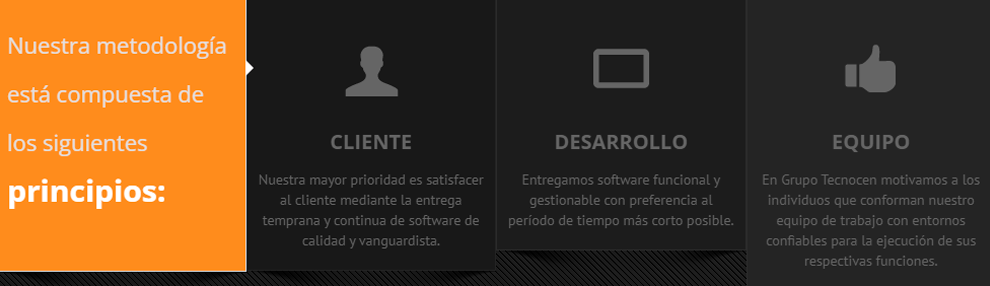 Nuestra metodología
está compuesta de
los siguientes
principios:
CLIENTE
Nuestra mayor prioridad es satisfacer
al cliente mediante la entrega
temprana y continua de software de
calidad y vanguardista.
DESARROLLO
Entregamos software funcional y
gestionable con preferencia al
período de tiempo más corto posible.
EQUIPO
En Grupo Tecnocen motivamos a los
individuos que conforman nuestro
equipo de trabajo con entornos
confiables para la ejecución de sus
respectivas funciones.